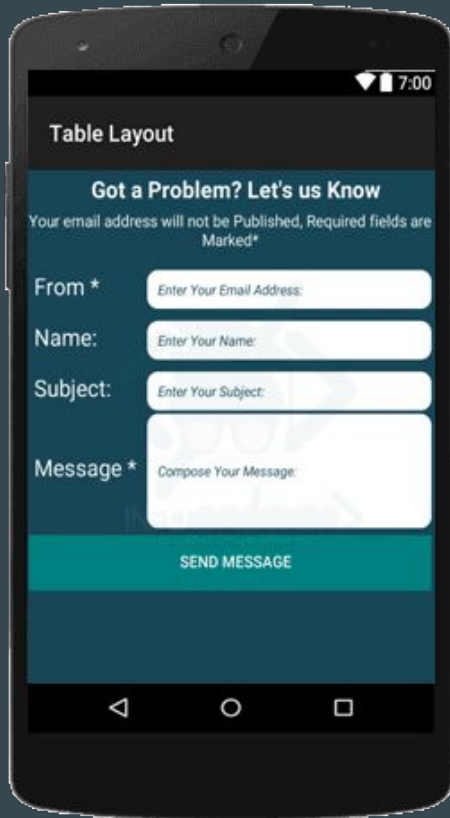 7:00
Table Layout
Got a Problem? Let's us Know
Your email address will not be Published, Required fields are
Marked*
From * Enter Your Email Address:
Name: Enter Your Name:
Subject: Enter Your Subject:
Message * Compose Your Message:
SEND MESSAGE